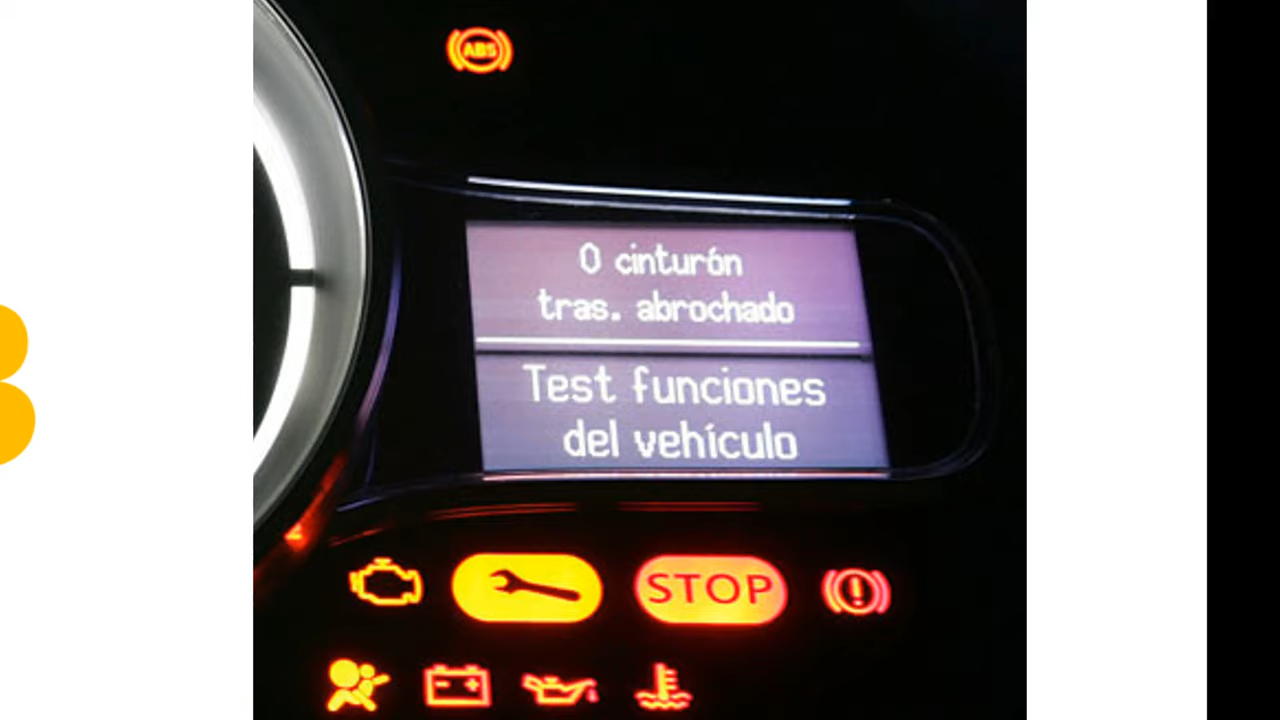 ABS
0 cinturón
tras. abrochado
Test funciones
del vehículo
STOP